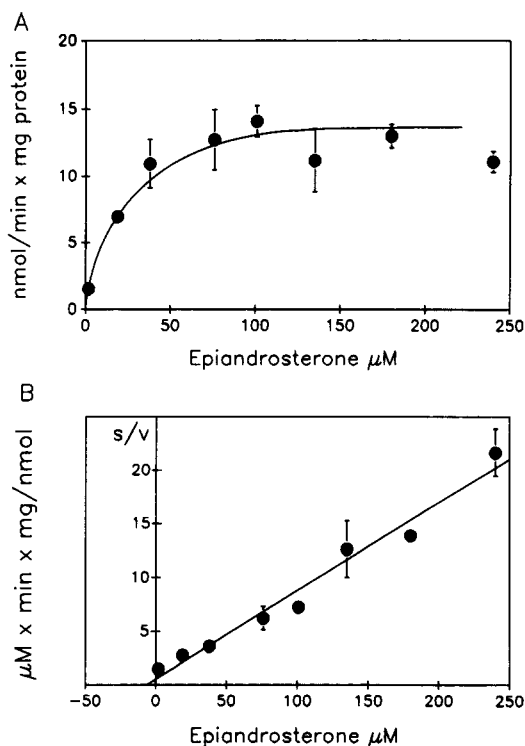 A
20
15
10
5
0
nmol/min x mg protein
0 50 100 150 200 250
Epiandrosterone μM
B
s/v
20
15
10
5
μM x min x mg/nmol
−50 0 50 100 150 200 250
Epiandrosterone μM